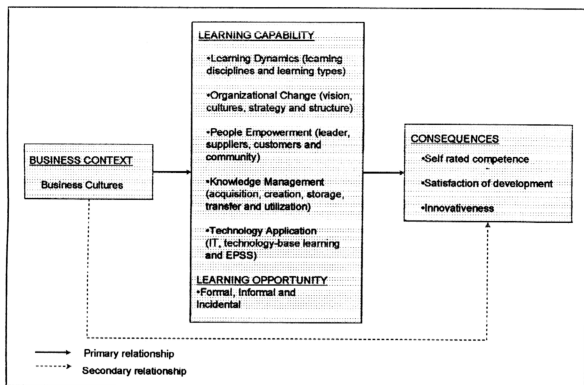 LEARNING CAPABILITY
•Learning Dynamics (learning
disciplines and learning types)
•Organizational Change (vision,
cultures, strategy and structure)
•People Empowerment (leader,
suppliers, customers and
community)
•Knowledge Management
(acquisition, creation, storage,
transfer and utilization)
•Technology Application
(IT, technology-base learning
and EPSS)
LEARNING OPPORTUNITY
•Formal, Informal and
Incidental
BUSINESS CONTEXT
Business Cultures
CONSEQUENCES
•Self rated competence
•Satisfaction of development
•Innovativeness
Primary relationship
Secondary relationship